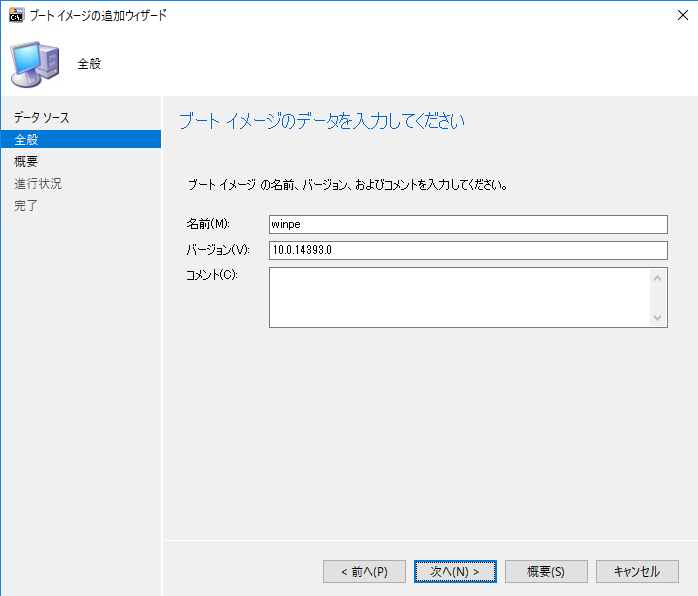 ブート イメージの追加ウィザード
全般
データ ソース
全般
概要
進行状況
完了
ブート イメージのデータを入力してください
ブート イメージ の名前、バージョン、およびコメントを入力してください。
名前(M):
winpe
バージョン(V):
10.0.14393.0
コメント(C):
< 前へ(P)
次へ(N) >
概要(S)
キャンセル